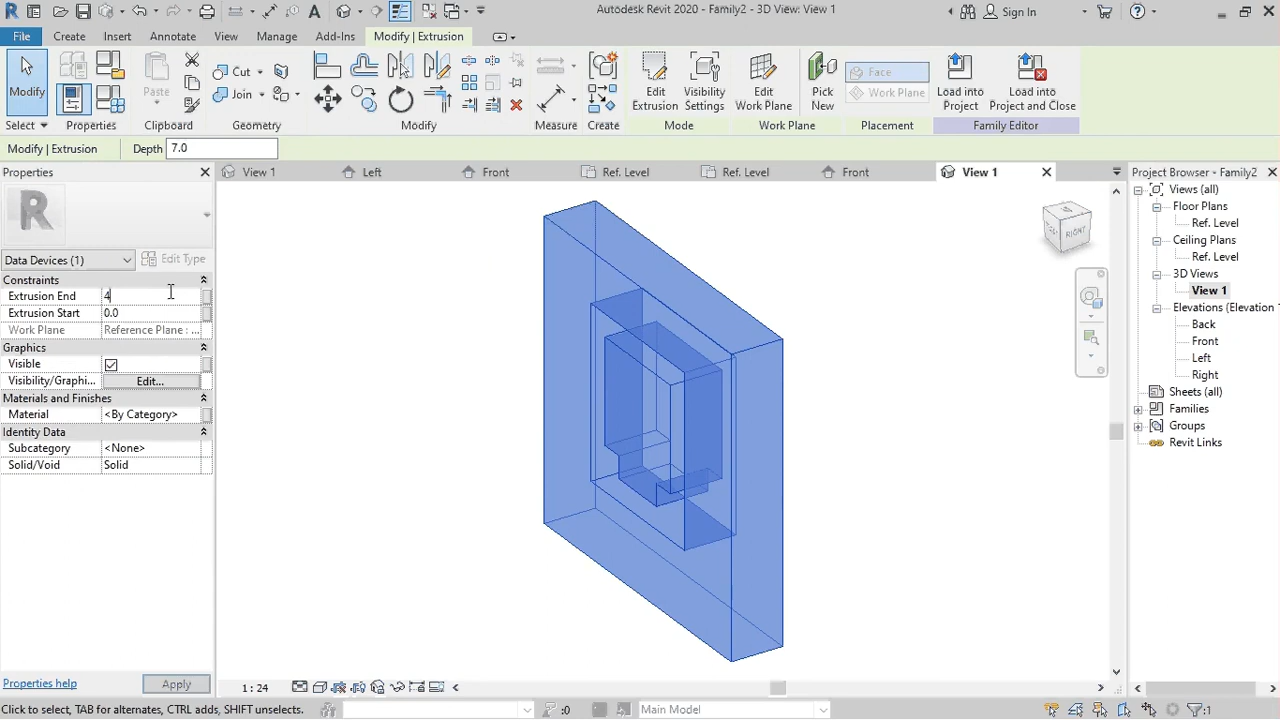 Autodesk Revit 2020 - Family2 - 3D View: View 1
Sign In
File Create Insert Annotate View Manage Add-Ins Modify | Extrusion
Modify
Paste
Cut
Join
Edit Extrusion
Visibility Settings
Edit Work Plane
Pick New
Face
Work Plane
Load into Project
Load into Project and Close
Select Properties Clipboard Geometry Modify Measure Create Mode Work Plane Placement Family Editor
Modify | Extrusion Depth 7.0
Properties
View 1 Left Front Ref. Level Ref. Level Front View 1
Project Browser - Family2
R
RIGHT
Data Devices (1) Edit Type
Constraints
Extrusion End 4
Extrusion Start 0.0
Work Plane Reference Plane : ...
Graphics
Visible
Visibility/Graphi... Edit...
Materials and Finishes
Material <By Category>
Identity Data
Subcategory <None>
Solid/Void Solid
Views (all)
Floor Plans
Ref. Level
Ceiling Plans
Ref. Level
3D Views
View 1
Elevations (Elevation 1
Back
Front
Left
Right
Sheets (all)
Families
Groups
Revit Links
Properties help Apply
1 : 24
Click to select, TAB for alternates, CTRL adds, SHIFT unselects. :0 Main Model :1